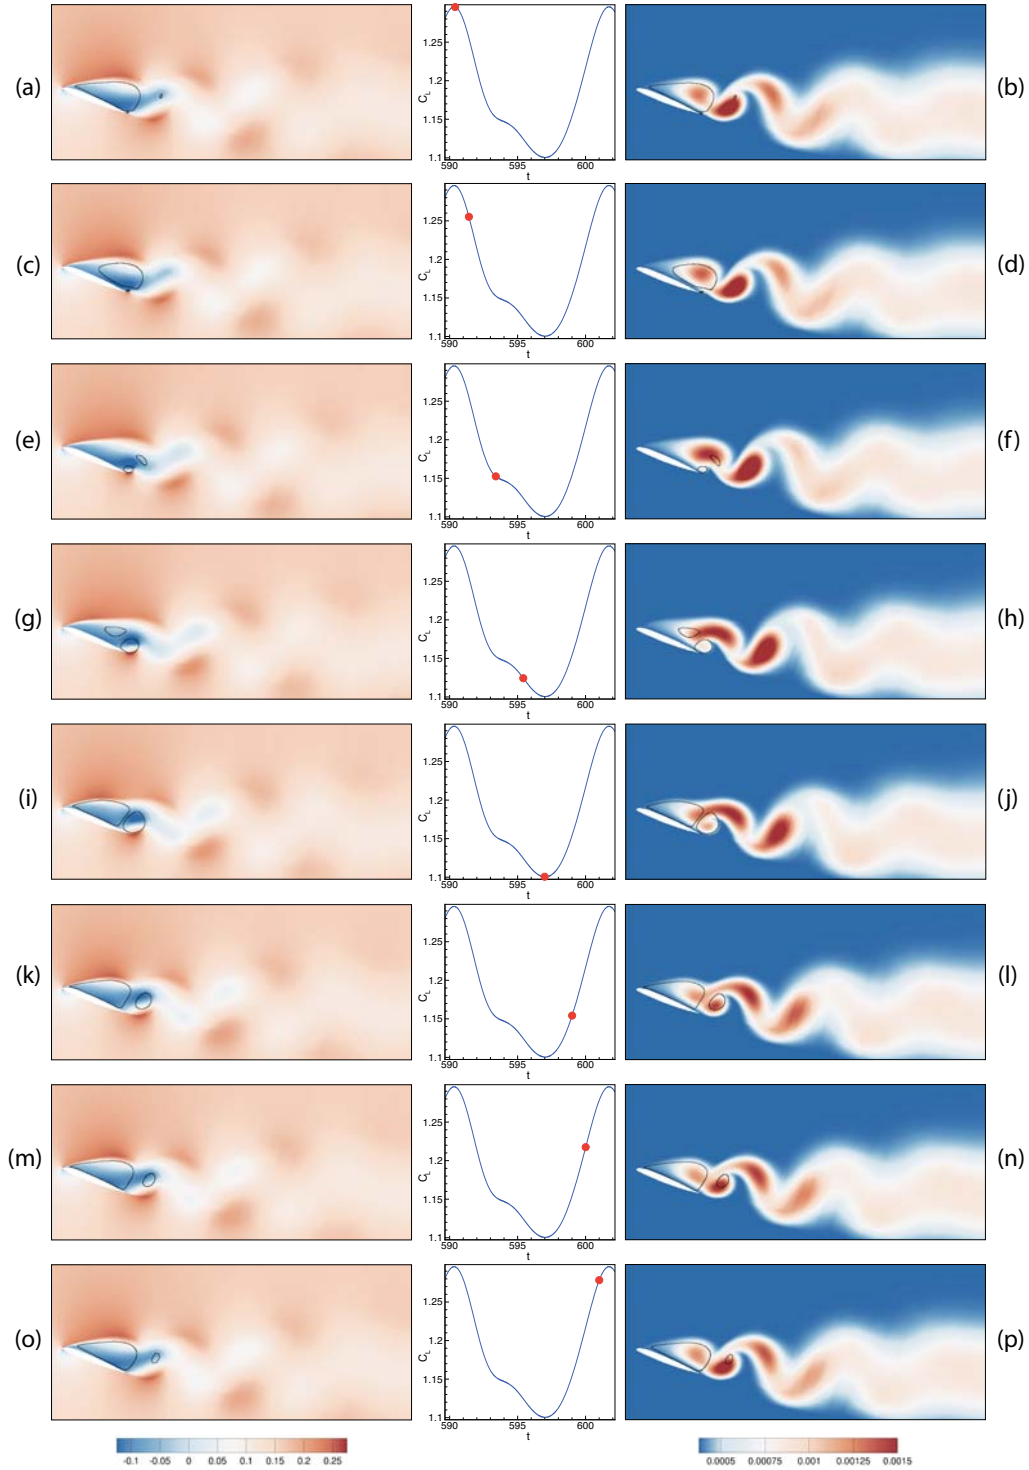 (a)
1.25
1.2
C_L
1.15
1.1
590 595 600
t
(b)
(c)
1.25
1.2
C_L
1.15
1.1
590 595 600
t
(d)
(e)
1.25
1.2
C_L
1.15
1.1
590 595 600
t
(f)
(g)
1.25
1.2
C_L
1.15
1.1
590 595 600
t
(h)
(i)
1.25
1.2
C_L
1.15
1.1
590 595 600
t
(j)
(k)
1.25
1.2
C_L
1.15
1.1
590 595 600
t
(l)
(m)
1.25
1.2
C_L
1.15
1.1
590 595 600
t
(n)
(o)
1.25
1.2
C_L
1.15
1.1
590 595 600
t
(p)
-0.1 -0.05 0 0.05 0.1 0.15 0.2 0.25
0.0005 0.00075 0.001 0.00125 0.0015